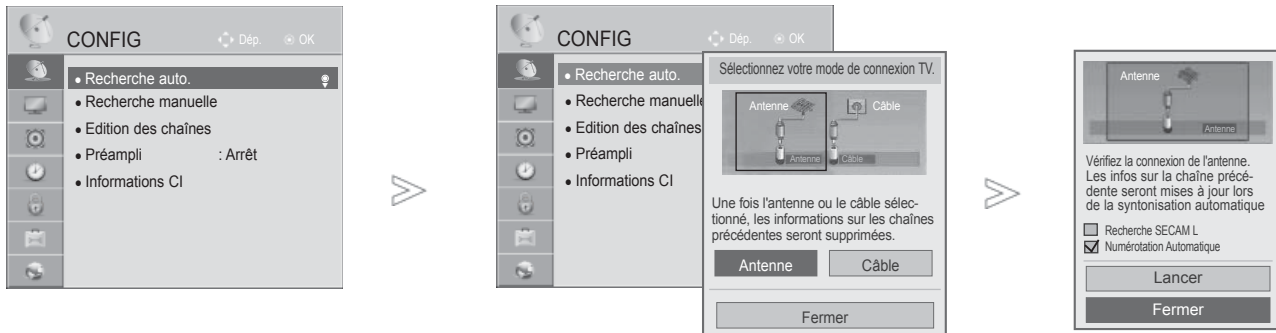 CONFIG
Dép. OK
• Recherche auto.
• Recherche manuelle
• Edition des chaînes
• Préampli : Arrêt
• Informations CI
>>
CONFIG
Dép. OK
• Recherche auto.
• Recherche manuelle
• Edition des chaînes
• Préampli
• Informations CI
Sélectionnez votre mode de connexion TV.
Antenne Câble
Antenne Câble
Une fois l'antenne ou le câble sélec-
tionné, les informations sur les chaînes
précédentes seront supprimées.
Antenne Câble
Fermer
>>
Antenne
Antenne
Vérifiez la connexion de l'antenne.
Les infos sur la chaîne précé-
dente seront mises à jour lors
de la syntonisation automatique
Recherche SECAM L
Numérotation Automatique
Lancer
Fermer